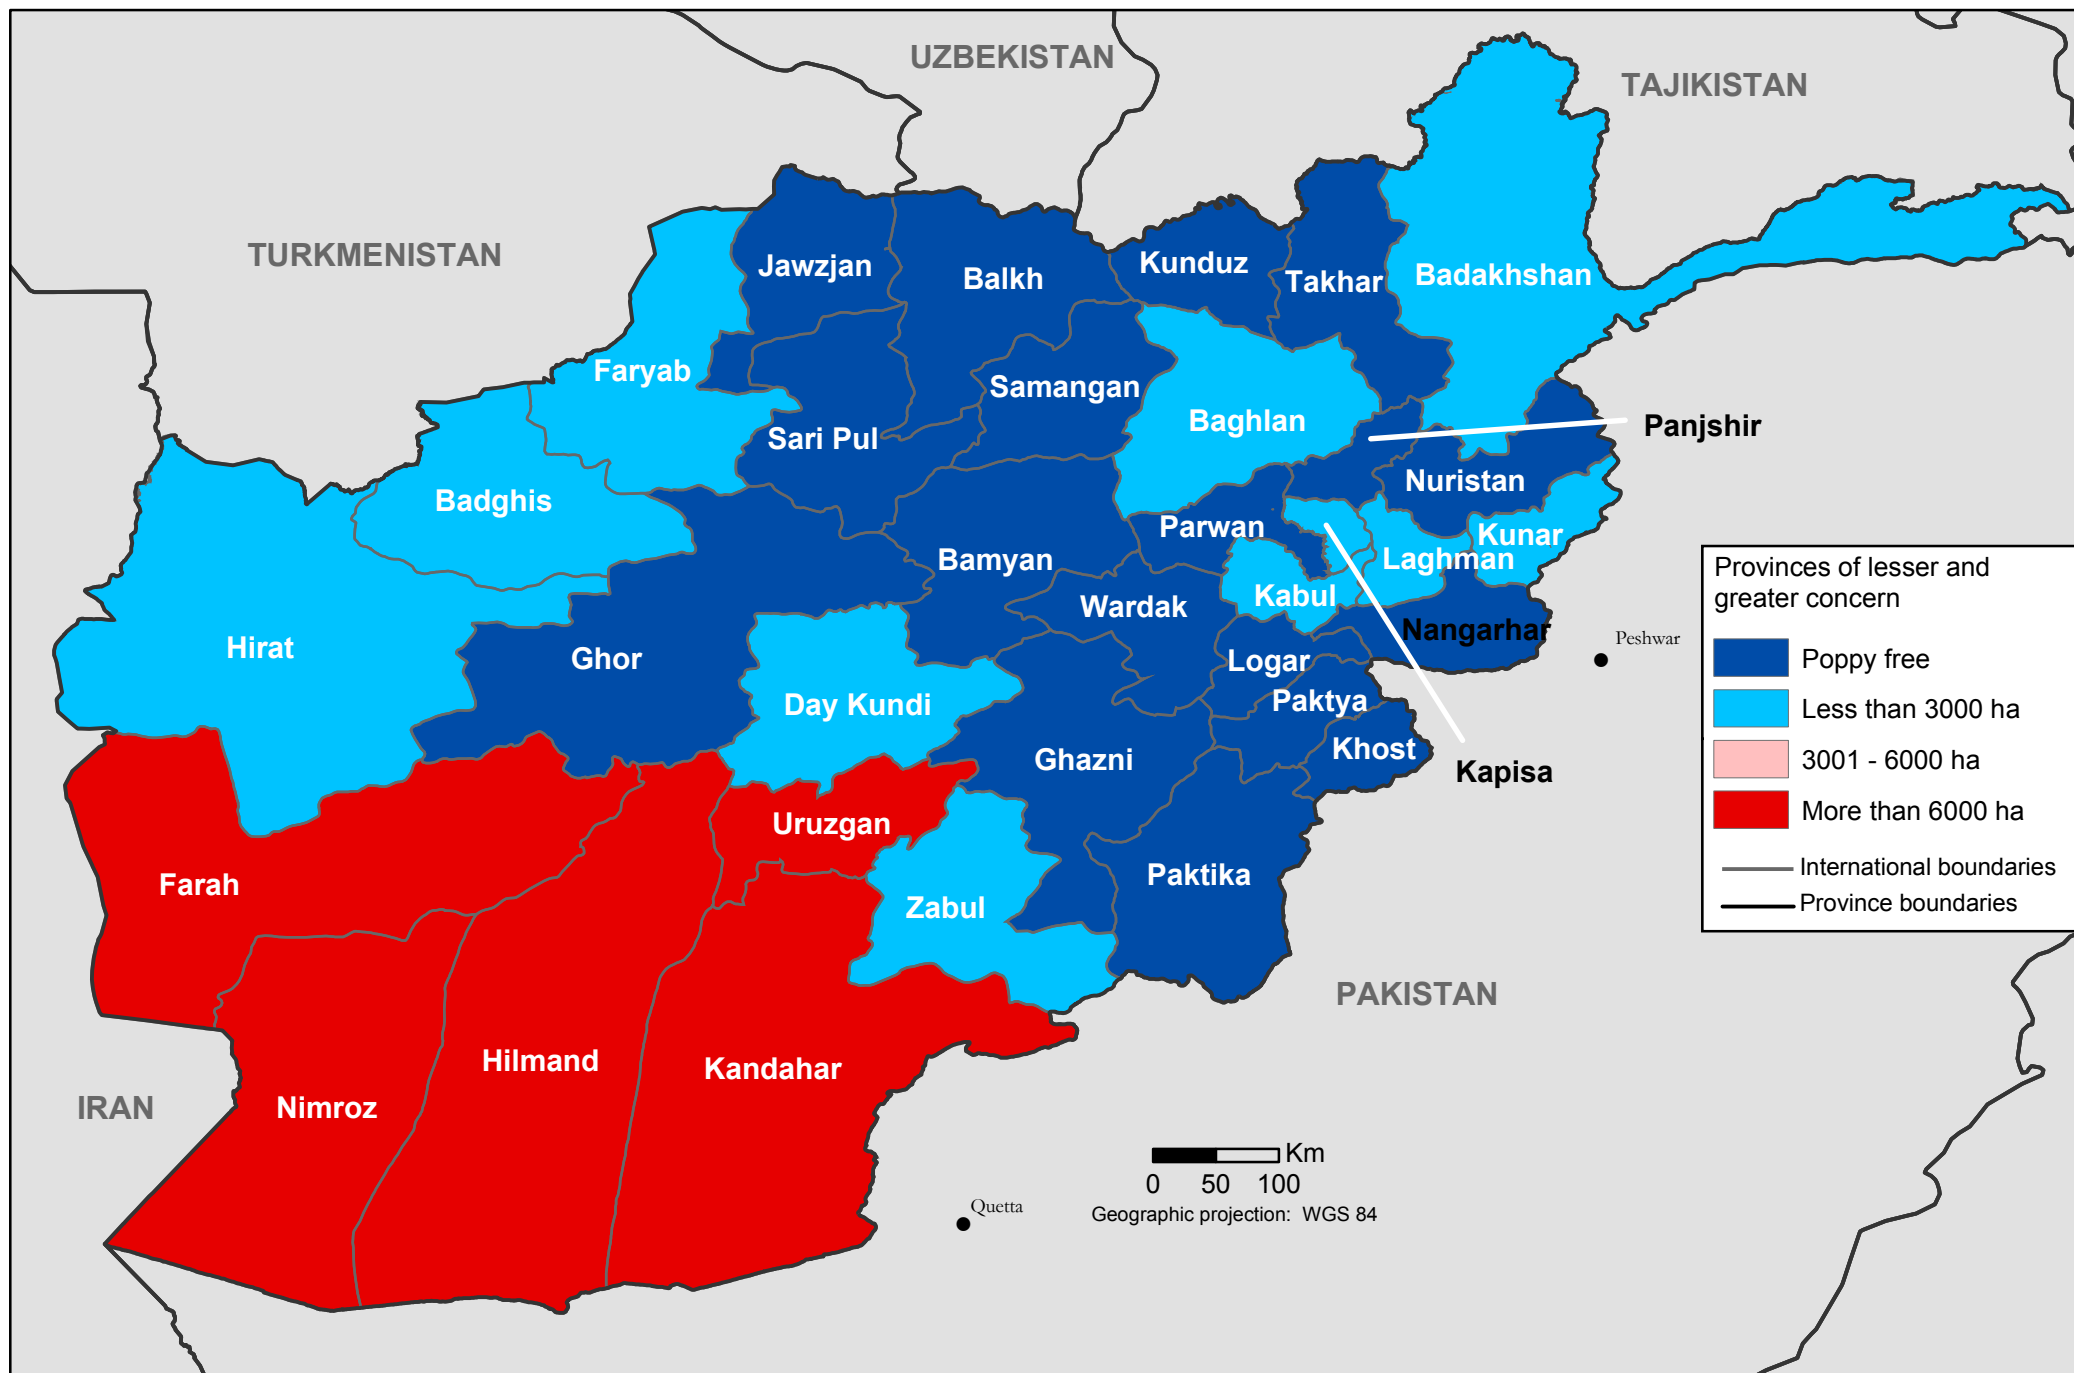 UZBEKISTAN
TAJIKISTAN
TURKMENISTAN
Jawzjan
Balkh
Kunduz
Takhar
Badakhshan
Faryab
Samangan
Baghlan
Panjshir
Sari Pul
Badghis
Nuristan
Parwan
Kunar
Bamyan
Laghman
Wardak
Kabul
Hirat
Ghor
Nangarhar
Peshwar
Logar
Day Kundi
Paktya
Khost
Ghazni
Kapisa
Uruzgan
Farah
Zabul
Paktika
PAKISTAN
Hilmand
Kandahar
IRAN
Nimroz
Quetta
Km
0 50 100
Geographic projection: WGS 84
Provinces of lesser and
greater concern
Poppy free
Less than 3000 ha
3001 - 6000 ha
More than 6000 ha
International boundaries
Province boundaries